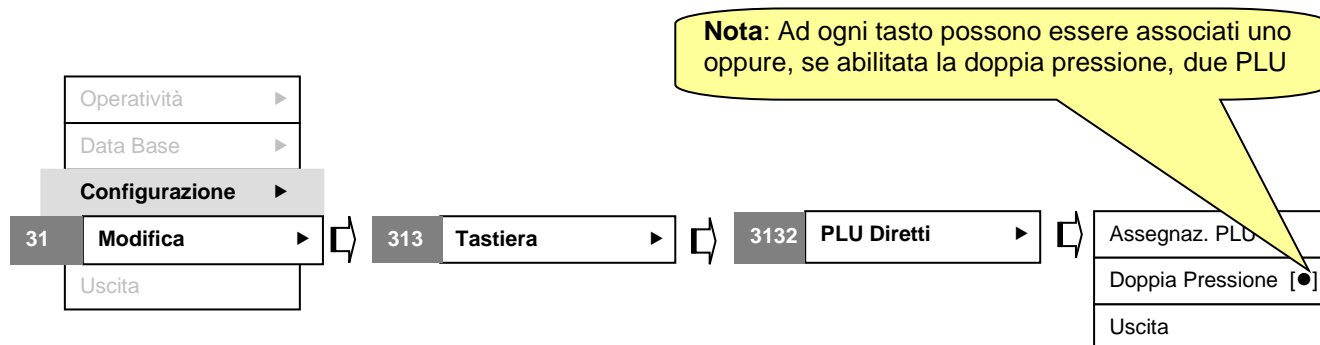 Nota: Ad ogni tasto possono essere associati uno
oppure, se abilitata la doppia pressione, due PLU
Operatività
Data Base
Configurazione
31 Modifica
Uscita
313 Tastiera
3132 PLU Diretti
Assegnaz. PLU
Doppia Pressione [●]
Uscita